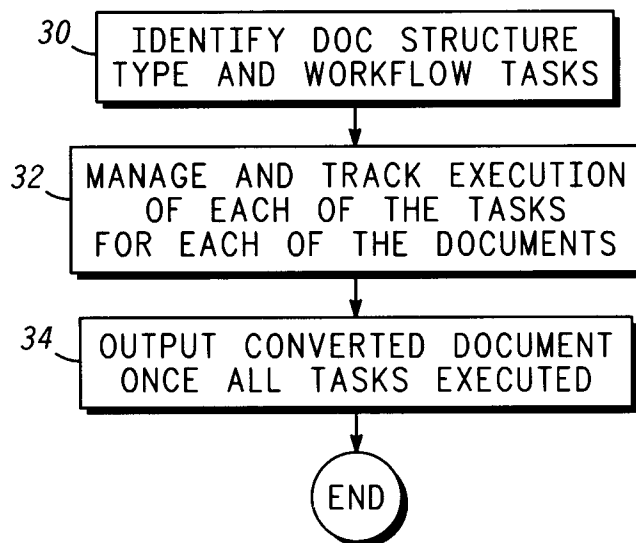 30
IDENTIFY DOC STRUCTURE
TYPE AND WORKFLOW TASKS
32
MANAGE AND TRACK EXECUTION
OF EACH OF THE TASKS
FOR EACH OF THE DOCUMENTS
34
OUTPUT CONVERTED DOCUMENT
ONCE ALL TASKS EXECUTED
END